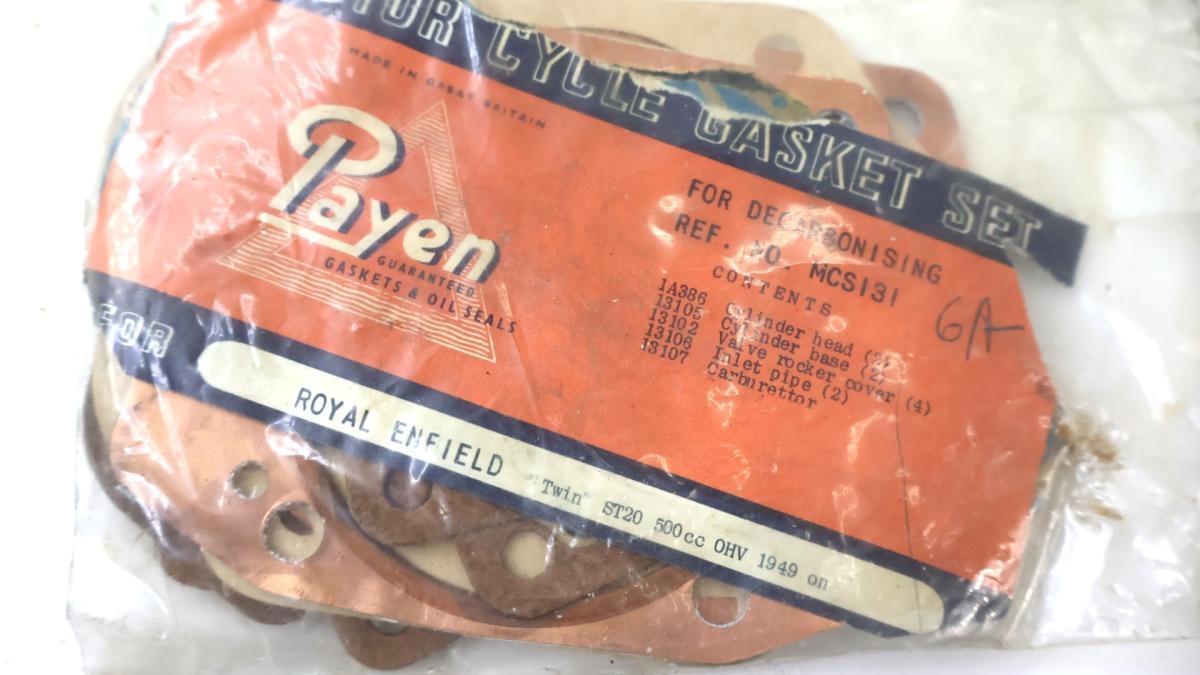 TOR CYCLE GASKET SET
MADE IN GREAT BRITAIN
Payen
GUARANTEED
GASKETS & OIL SEALS
FOR DECARBONISING
REF. NO. MCS131
CONTENTS
1A386 Cylinder head (2)
13105 Cylinder base (2)
13102 Valve rocker cover (4)
13106 Inlet pipe (2)
13107 Carburettor
6A
FOR
ROYAL ENFIELD "Twin" ST20 500cc OHV 1949 on